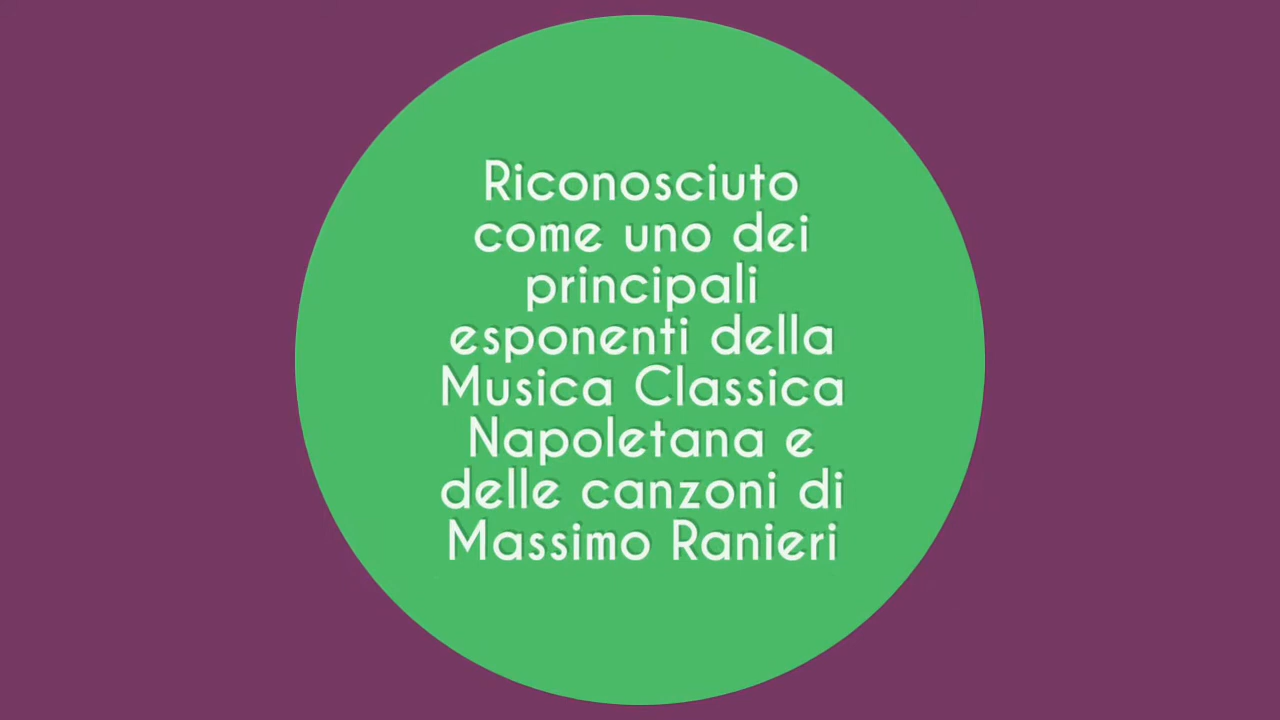 Riconosciuto
come uno dei
principali
esponenti della
Musica Classica
Napoletana e
delle canzoni di
Massimo Ranieri